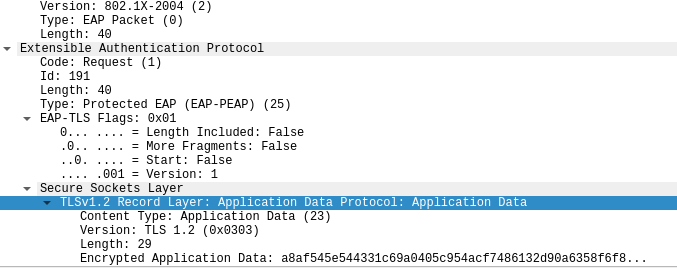 Version: 802.1X-2004 (2)
Type: EAP Packet (0)
Length: 40
Extensible Authentication Protocol
Code: Request (1)
Id: 191
Length: 40
Type: Protected EAP (EAP-PEAP) (25)
EAP-TLS Flags: 0x01
0... .... = Length Included: False
.0.. .... = More Fragments: False
..0. .... = Start: False
.... .001 = Version: 1
Secure Sockets Layer
TLSv1.2 Record Layer: Application Data Protocol: Application Data
Content Type: Application Data (23)
Version: TLS 1.2 (0x0303)
Length: 29
Encrypted Application Data: a8af545e544331c69a0405c954acf7486132d90a6358f6f8...